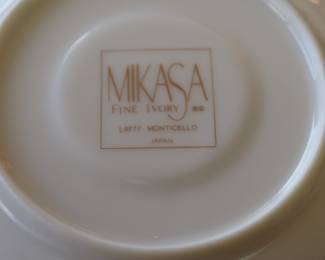 MIKASA
FINE IVORY
L9777 MONTICELLO
JAPAN